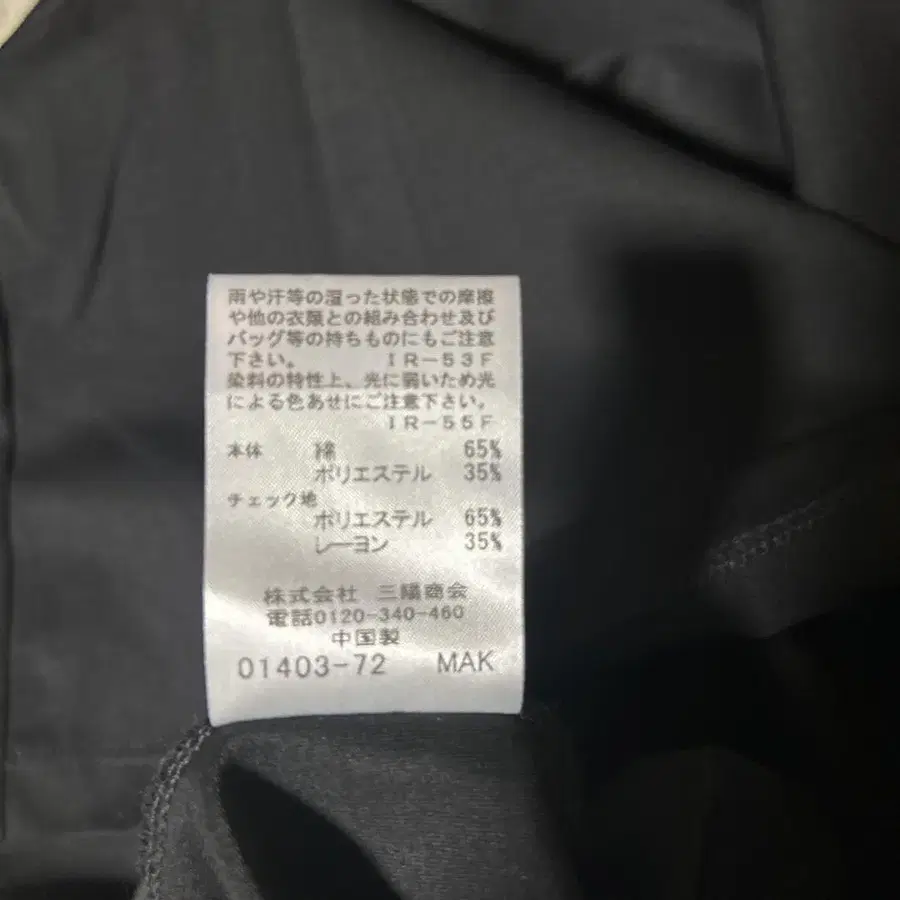 雨や汗等の湿った状態での摩擦
や他の衣類との組み合わせ及び
バッグ等の持ちものにもご注意
下さい。 IR-53F
染料の特性上、光に弱いため光
による色あせにご注意下さい。
IR-55F
本体 綿 65%
ポリエステル 35%
チェック地
ポリエステル 65%
レーヨン 35%
株式会社 三陽商会
電話0120-340-460
中国製
01403-72 MAK